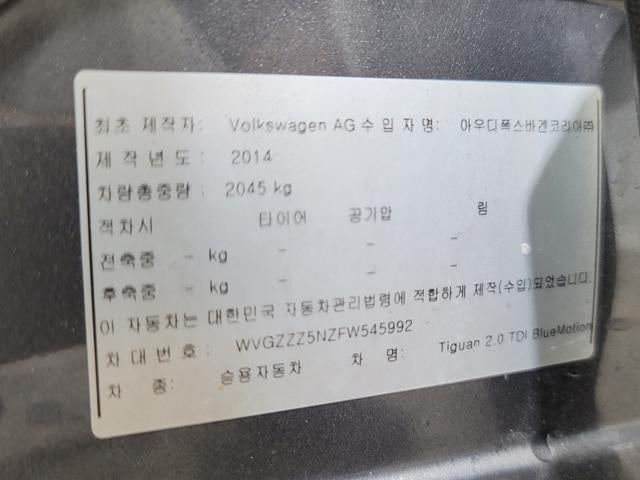 최초 제작자: Volkswagen AG 수 입 자 명: 아우디폭스바겐코리아㈜
제 작 년 도 : 2014
차량총중량 : 2045 kg
적차시 타이어 공기압 림
전축중 - kg - - -
후축중 - kg - - -
이 자동차는 대한민국 자동차관리법령에 적합하게 제작(수입)되었습니다.
차 대 번 호 : WVGZZZ5NZFW545992
차 종: 승용자동차 차 명: Tiguan 2.0 TDI BlueMotion